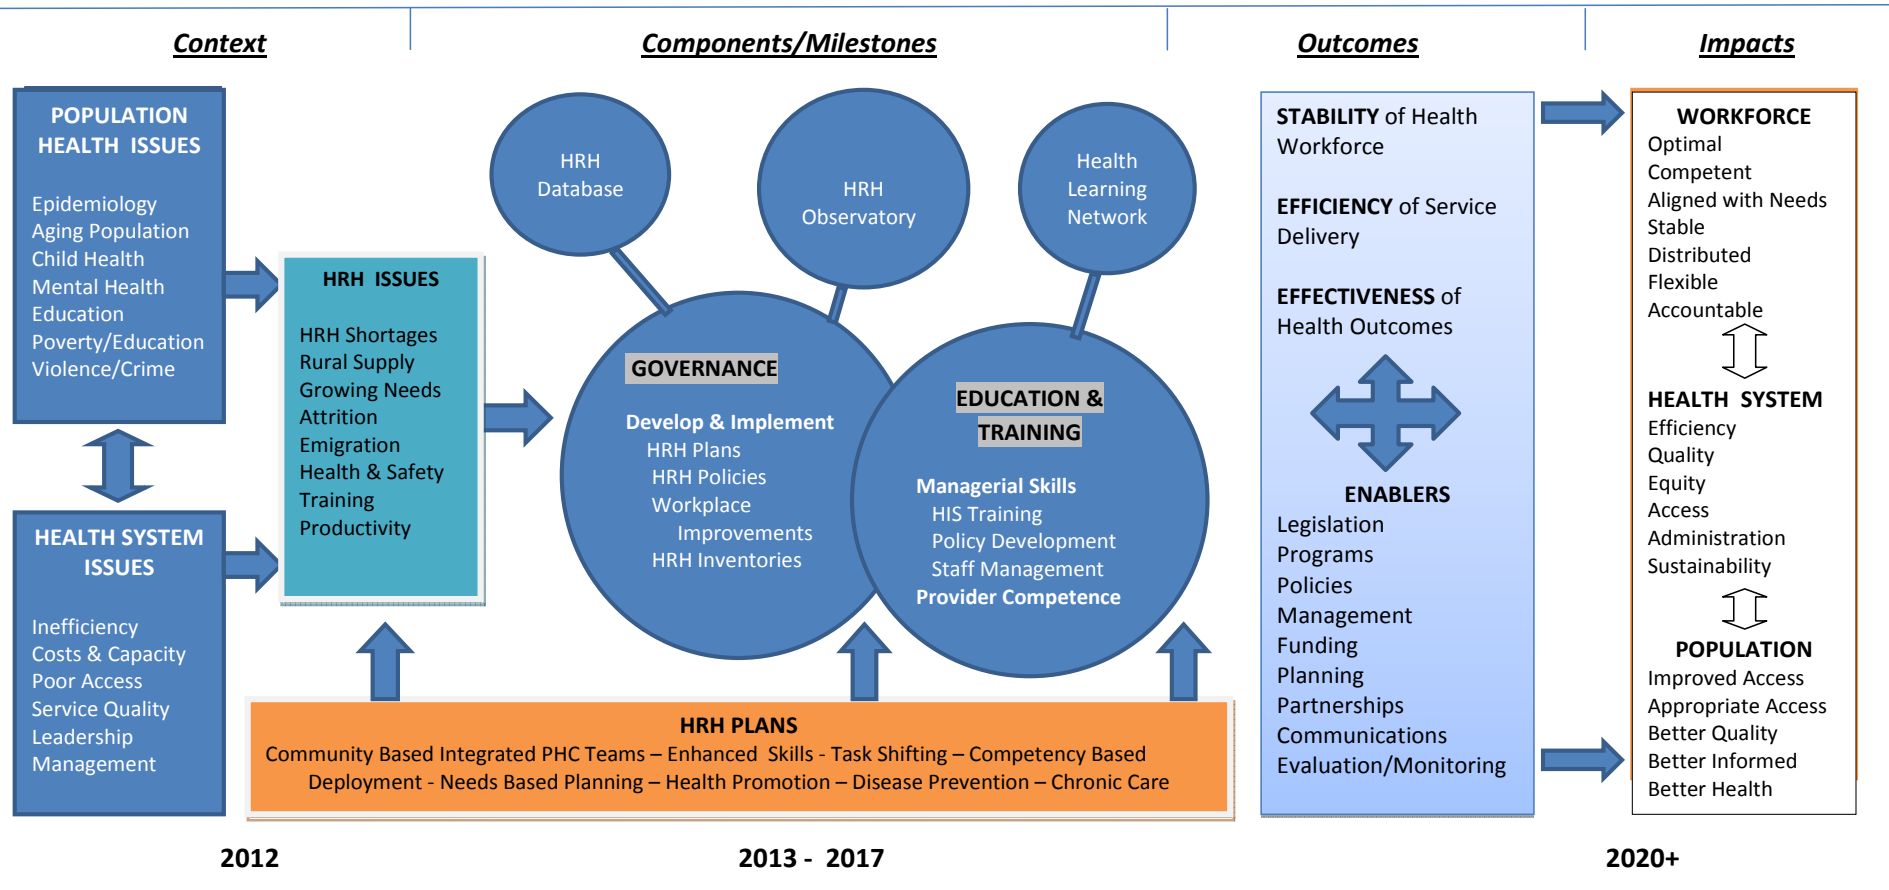 Context
Components/Milestones
Outcomes
Impacts
POPULATION
HEALTH ISSUES
Epidemiology
Aging Population
Child Health
Mental Health
Education
Poverty/Education
Violence/Crime
HEALTH SYSTEM
ISSUES
Inefficiency
Costs & Capacity
Poor Access
Service Quality
Leadership
Management
HRH ISSUES
HRH Shortages
Rural Supply
Growing Needs
Attrition
Emigration
Health & Safety
Training
Productivity
HRH
Database
HRH
Observatory
Health
Learning
Network
GOVERNANCE
Develop & Implement
HRH Plans
HRH Policies
Workplace
Improvements
HRH Inventories
EDUCATION &
TRAINING
Managerial Skills
HIS Training
Policy Development
Staff Management
Provider Competence
HRH PLANS
Community Based Integrated PHC Teams – Enhanced Skills - Task Shifting – Competency Based
Deployment - Needs Based Planning – Health Promotion – Disease Prevention – Chronic Care
STABILITY of Health
Workforce
EFFICIENCY of Service
Delivery
EFFECTIVENESS of
Health Outcomes
ENABLERS
Legislation
Programs
Policies
Management
Funding
Planning
Partnerships
Communications
Evaluation/Monitoring
WORKFORCE
Optimal
Competent
Aligned with Needs
Stable
Distributed
Flexible
Accountable
HEALTH SYSTEM
Efficiency
Quality
Equity
Access
Administration
Sustainability
POPULATION
Improved Access
Appropriate Access
Better Quality
Better Informed
Better Health
2012
2013 - 2017
2020+